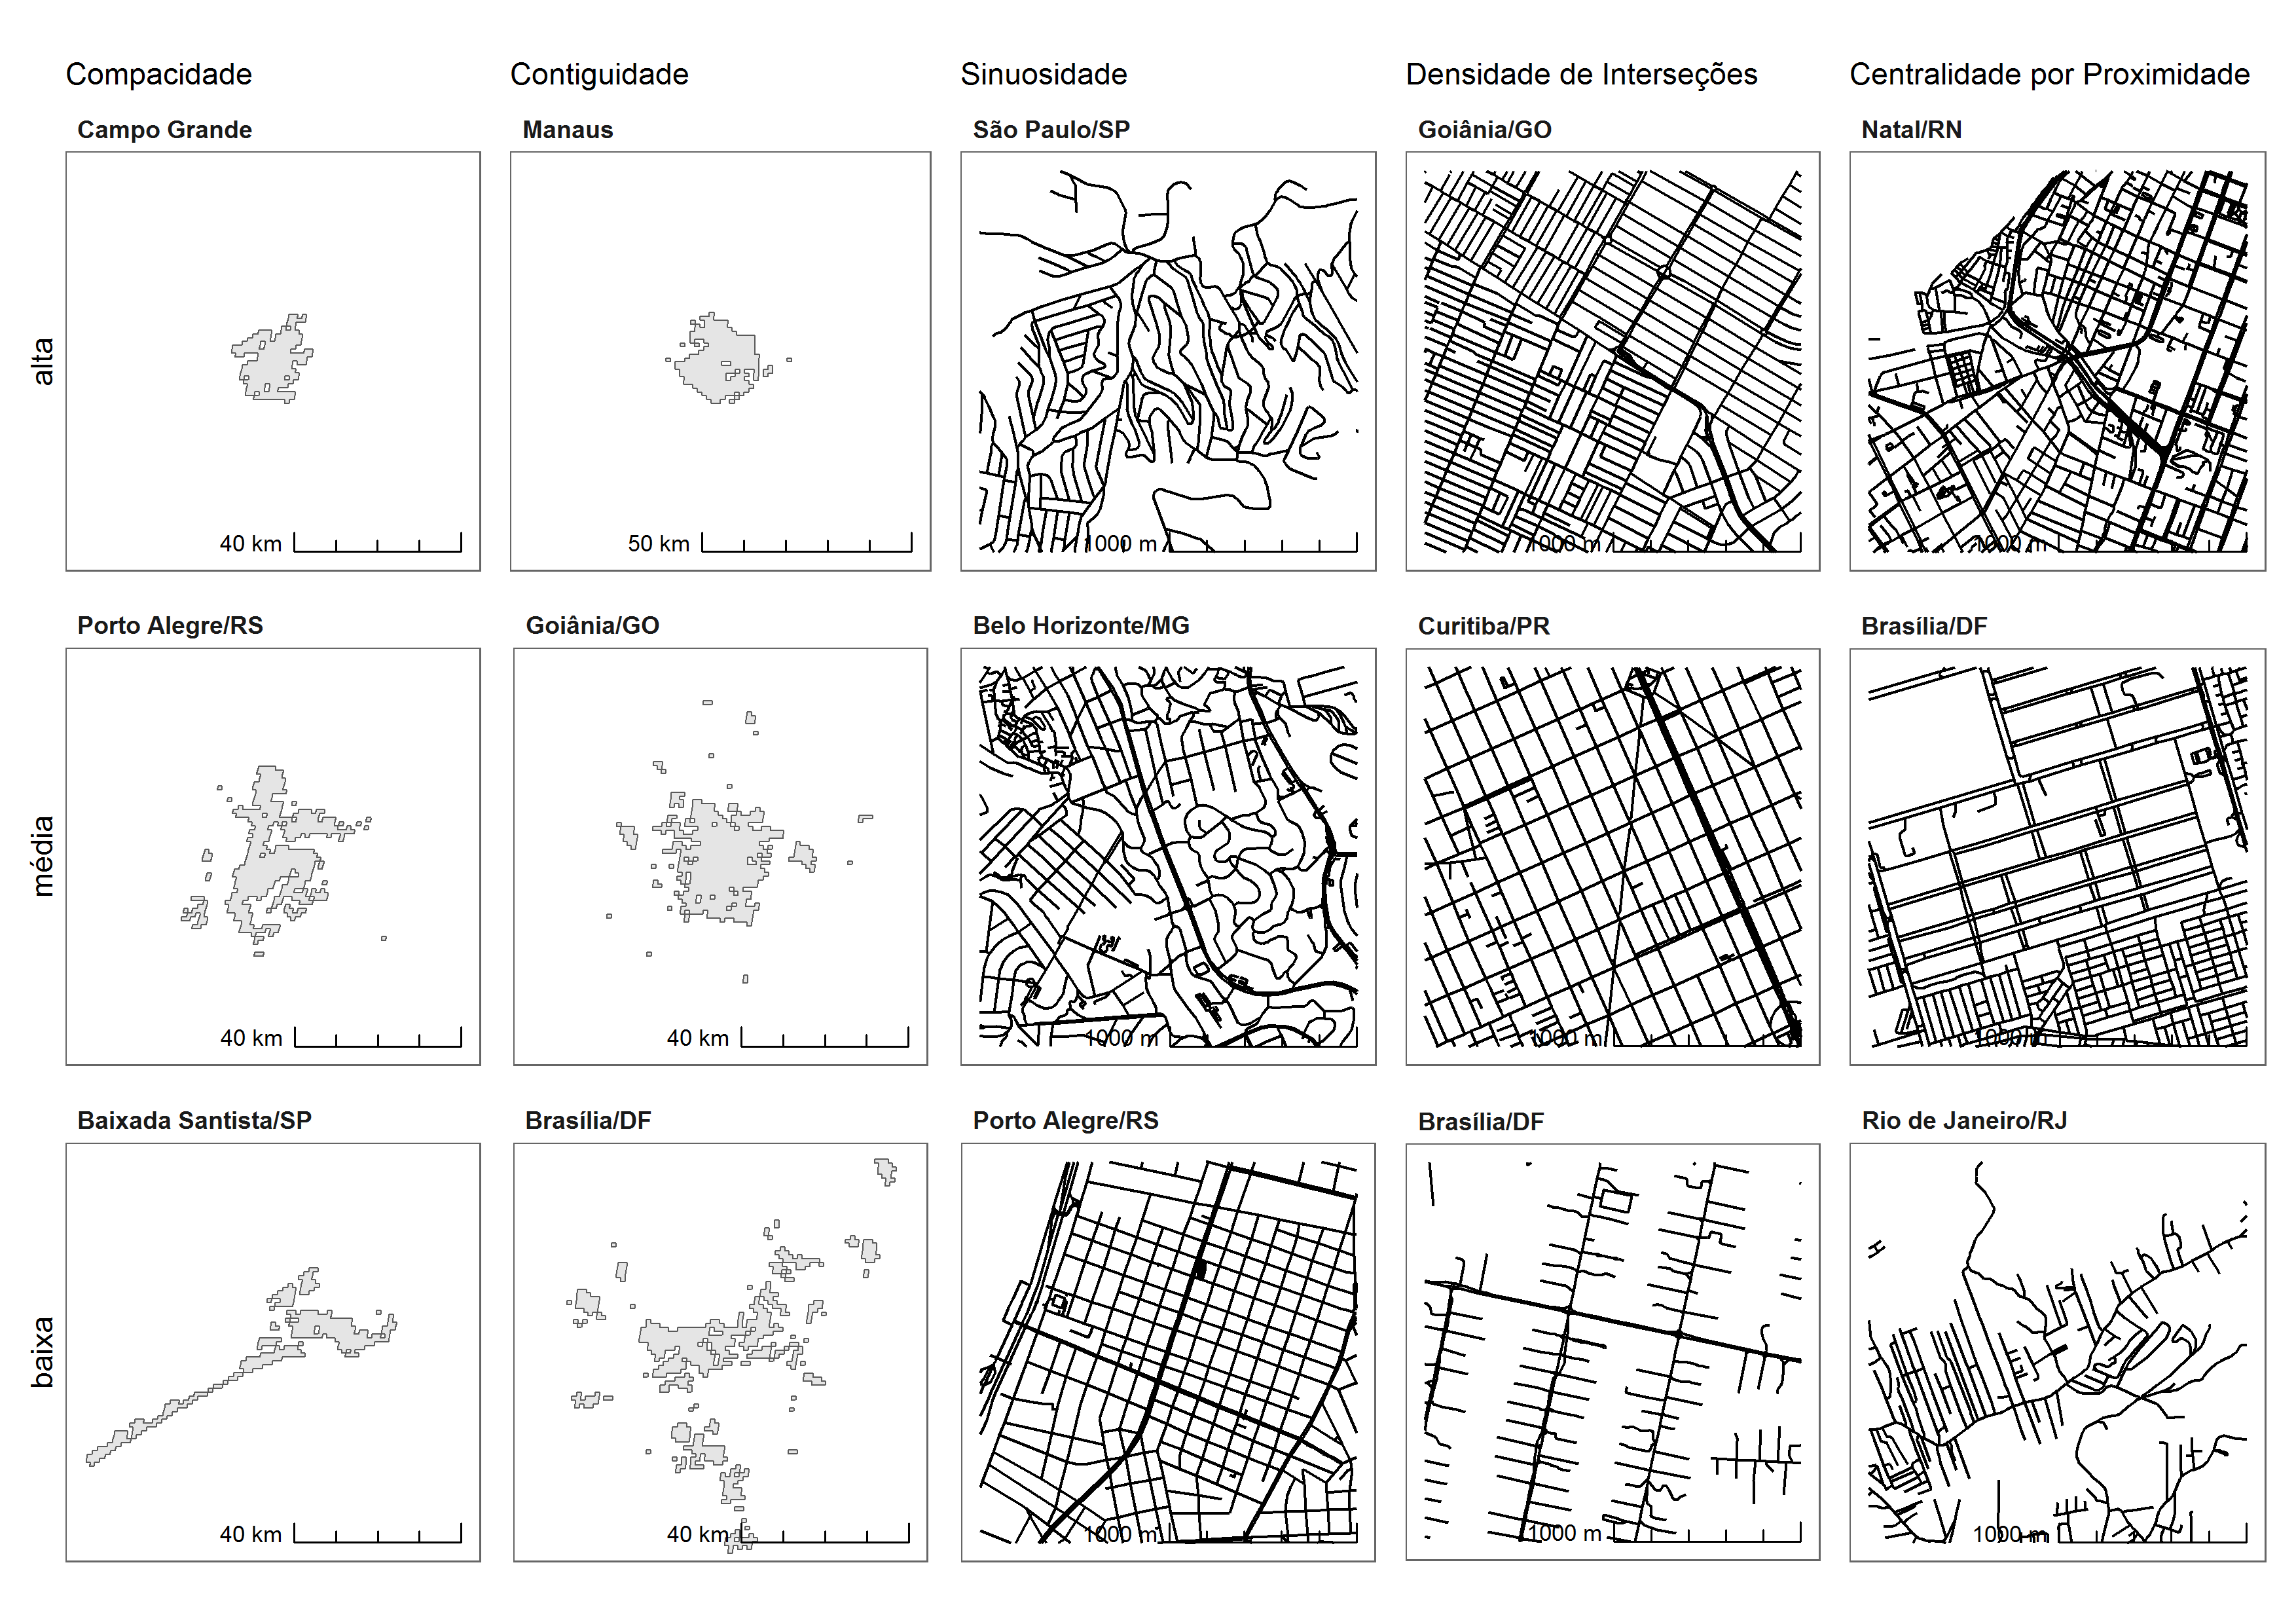 Compacidade
Contiguidade
Sinuosidade
Densidade de Interseções
Centralidade por Proximidade
Campo Grande
Manaus
São Paulo/SP
Goiânia/GO
Natal/RN
alta
40 km
50 km
1000 m
1000 m
1000 m
Porto Alegre/RS
Goiânia/GO
Belo Horizonte/MG
Curitiba/PR
Brasília/DF
média
40 km
40 km
1000 m
1000 m
1000 m
Baixada Santista/SP
Brasília/DF
Porto Alegre/RS
Brasília/DF
Rio de Janeiro/RJ
baixa
40 km
40 km
1000 m
1000 m
1000 m